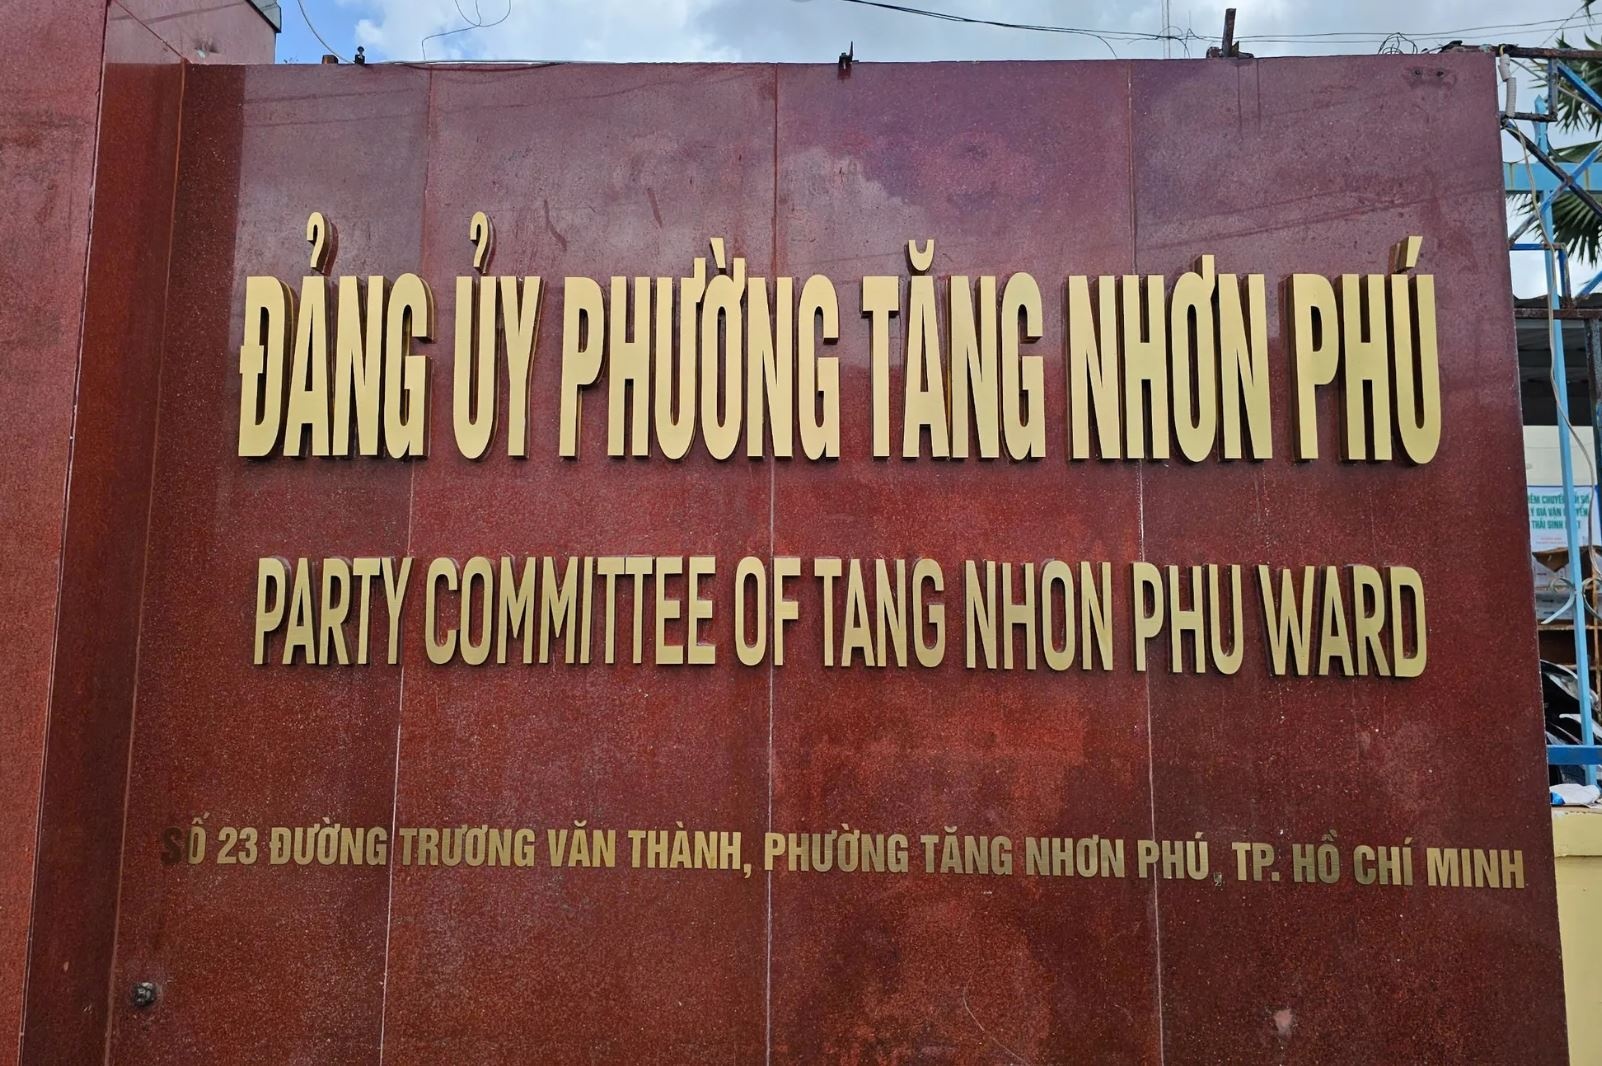 ĐẢNG ỦY PHƯỜNG TĂNG NHƠN PHÚ
PARTY COMMITTEE OF TANG NHON PHU WARD
SỐ 23 ĐƯỜNG TRƯƠNG VĂN THÀNH, PHƯỜNG TĂNG NHƠN PHÚ, TP. HỒ CHÍ MINH